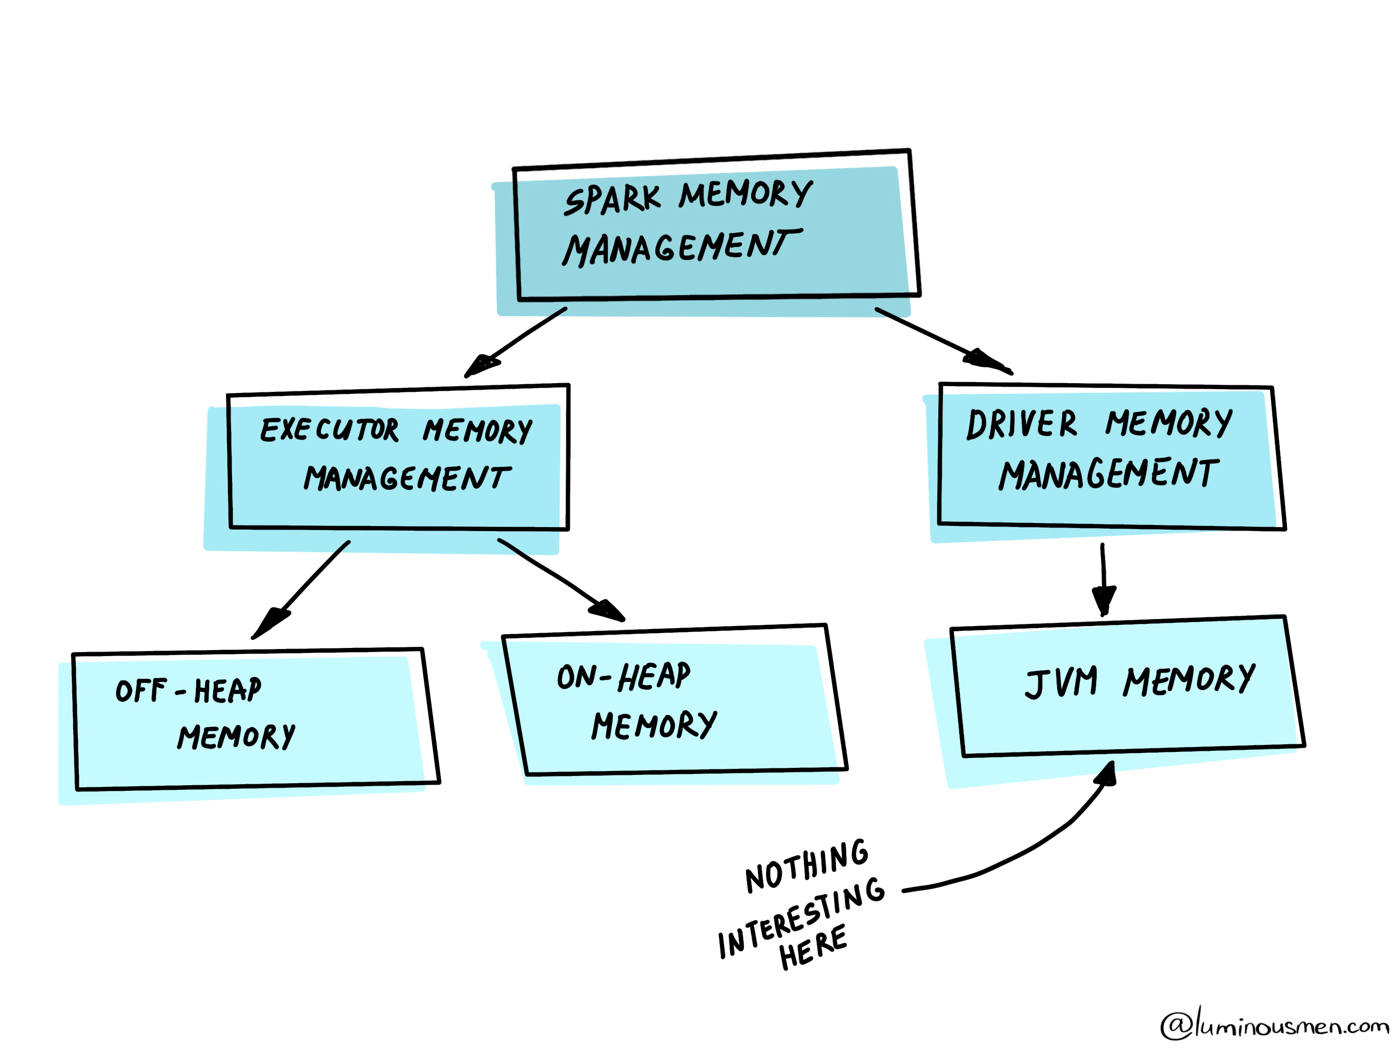 SPARK MEMORY
MANAGEMENT
EXECUTOR MEMORY
MANAGEMENT
DRIVER MEMORY
MANAGEMENT
OFF-HEAP
MEMORY
ON-HEAP
MEMORY
JVM MEMORY
NOTHING
INTERESTING
HERE
@luminousmen.com